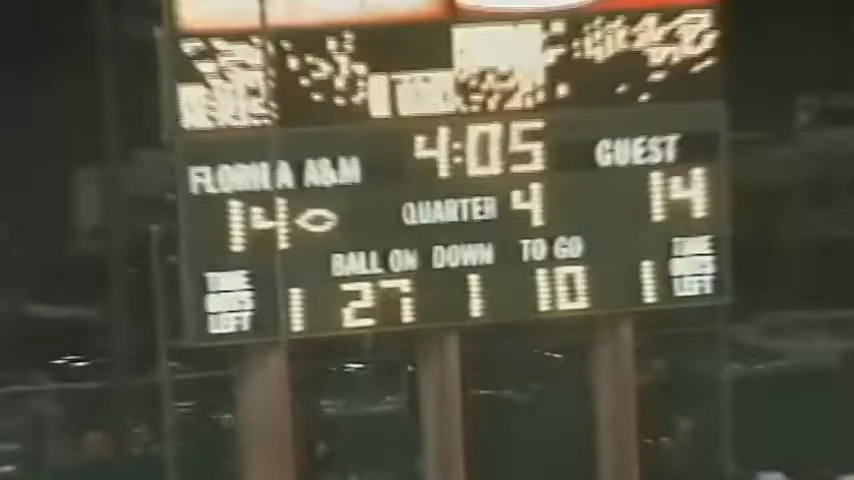 4:05
FLORIDA A&M GUEST
14 14
QUARTER 4
BALL ON DOWN TO GO
TIME OUTS LEFT 1 27 1 10 1 TIME OUTS LEFT